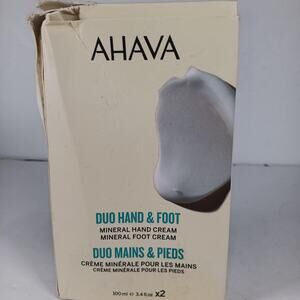 AHAVA
DUO HAND & FOOT
MINERAL HAND CREAM
MINERAL FOOT CREAM
DUO MAINS & PIEDS
CRÈME MINÉRALE POUR LES MAINS
CRÈME MINÉRALE POUR LES PIEDS
100 ml e 3.4 fl.oz x2